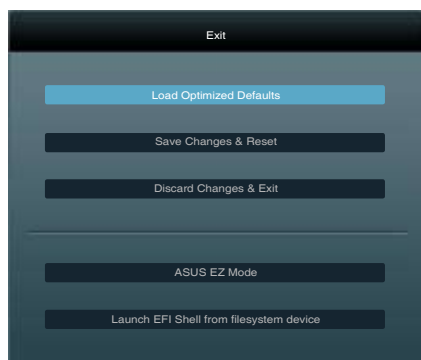 Exit
Load Optimized Defaults
Save Changes & Reset
Discard Changes & Exit
ASUS EZ Mode
Launch EFI Shell from filesystem device